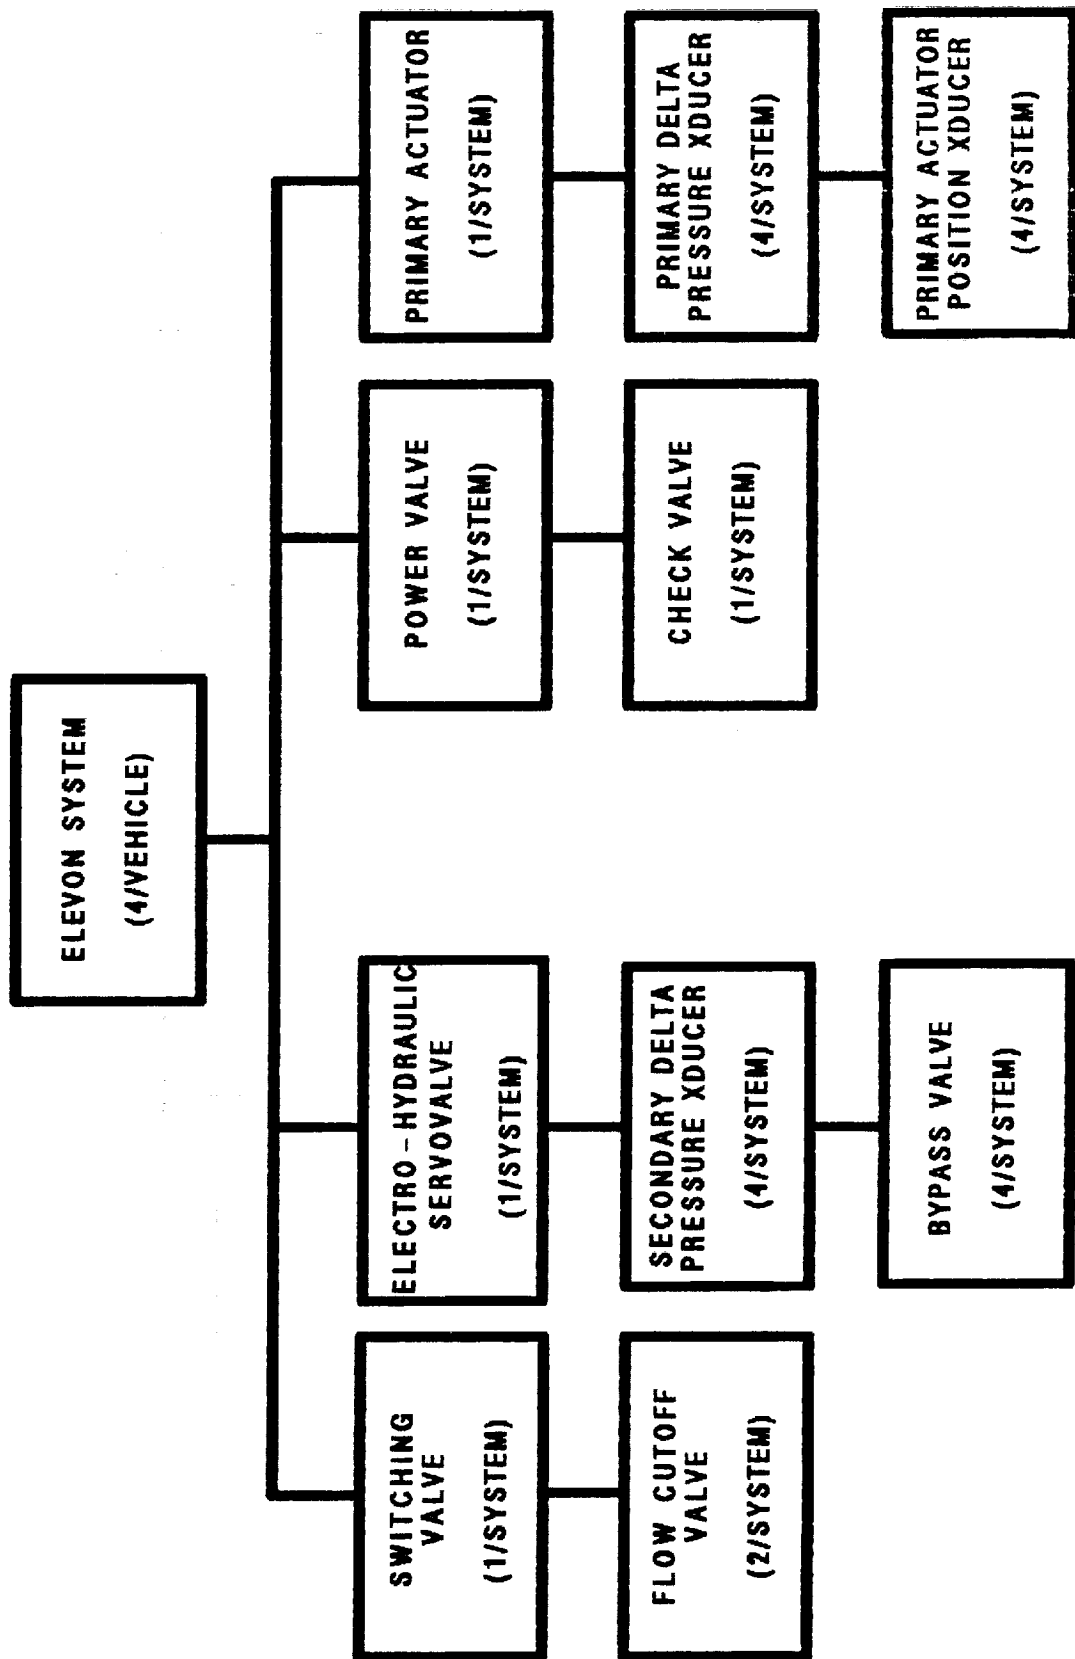 ELEVON SYSTEM
(4/VEHICLE)
SWITCHING
VALVE
(1/SYSTEM)
FLOW CUTOFF
VALVE
(2/SYSTEM)
ELECTRO-HYDRAULIC
SERVOVALVE
(1/SYSTEM)
SECONDARY DELTA
PRESSURE XDUCER
(4/SYSTEM)
BYPASS VALVE
(4/SYSTEM)
POWER VALVE
(1/SYSTEM)
CHECK VALVE
(1/SYSTEM)
PRIMARY ACTUATOR
(1/SYSTEM)
PRIMARY DELTA
PRESSURE XDUCER
(4/SYSTEM)
PRIMARY ACTUATOR
POSITION XDUCER
(4/SYSTEM)